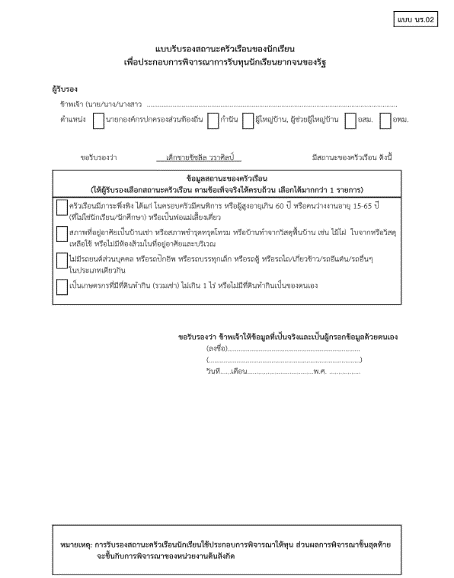 แบบ นร.02
แบบรับรองสถานะครัวเรือนของนักเรียน
เพื่อประกอบการพิจารณาการรับทุนนักเรียนยากจนของรัฐ
ผู้รับรอง
ข้าพเจ้า (นาย/นาง/นางสาว ................................................................................
ตำแหน่ง นายกองค์กรปกครองส่วนท้องถิ่น กำนัน ผู้ใหญ่บ้าน, ผู้ช่วยผู้ใหญ่บ้าน อสม. อพม.
ขอรับรองว่า เด็กชายชัชลิล วราศิลป์ มีสถานะของครัวเรือน ดังนี้
ข้อมูลสถานะของครัวเรือน
(ให้ผู้รับรองเลือกสถานะครัวเรือน ตามข้อเท็จจริงให้ครบถ้วน เลือกได้มากกว่า 1 รายการ)
ครัวเรือนมีภาระพึ่งพิง ได้แก่ ในครอบครัวมีคนพิการ หรือผู้สูงอายุเกิน 60 ปี หรือคนว่างงานอายุ 15-65 ปี
(ที่ไม่ใช่นักเรียน/นักศึกษา) หรือเป็นพ่อแม่เลี้ยงเดี่ยว
สภาพที่อยู่อาศัยเป็นบ้านเช่า หรือสภาพชำรุดทรุดโทรม หรือบ้านทำจากวัสดุพื้นบ้าน เช่น ไม้ไผ่ ใบจากหรือวัสดุ
เหลือใช้ หรือไม่มีห้องส้วมในที่อยู่อาศัยและบริเวณ
ไม่มีรถยนต์ส่วนบุคคล หรือรถปิกอัพ หรือรถบรรทุกเล็ก หรือรถตู้ หรือรถไถ/เกี่ยวข้าว/รถอีแต๋น/รถอื่นๆ
ในประเภทเดียวกัน
เป็นเกษตรกรที่มีที่ดินทำกิน (รวมเช่า) ไม่เกิน 1 ไร่ หรือไม่มีที่ดินทำกินเป็นของตนเอง
ขอรับรองว่า ข้าพเจ้าให้ข้อมูลที่เป็นจริงและเป็นผู้กรอกข้อมูลด้วยตนเอง
(ลงชื่อ)..................................................
(..................................................)
วันที่......เดือน........................พ.ศ. ................
หมายเหตุ: การรับรองสถานะครัวเรือนนักเรียนใช้ประกอบการพิจารณาให้ทุน ส่วนผลการพิจารณาขั้นสุดท้าย
จะขึ้นกับการพิจารณาของหน่วยงานต้นสังกัด